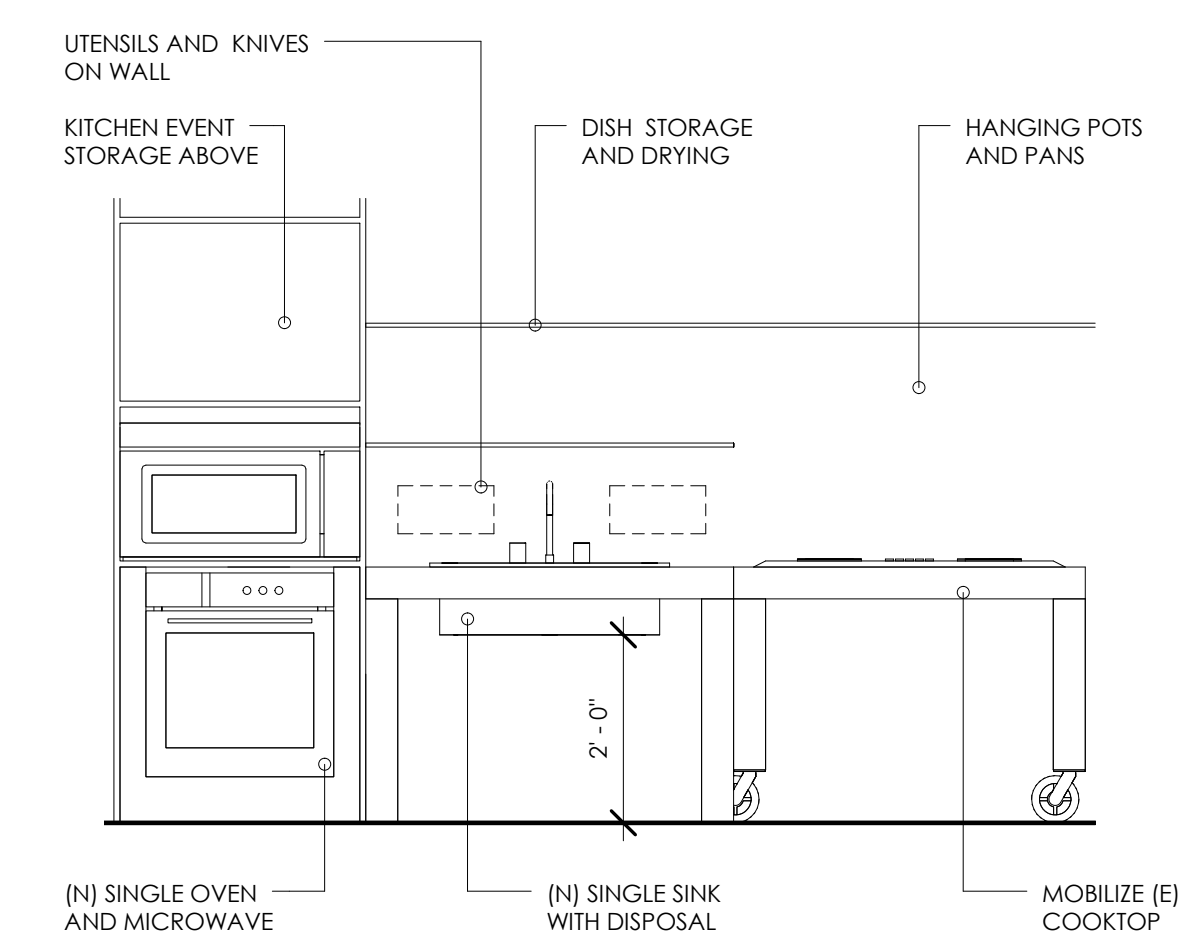 UTENSILS AND KNIVES
ON WALL
KITCHEN EVENT
STORAGE ABOVE
DISH STORAGE
AND DRYING
HANGING POTS
AND PANS
2' - 0"
(N) SINGLE OVEN
AND MICROWAVE
(N) SINGLE SINK
WITH DISPOSAL
MOBILIZE (E)
COOKTOP